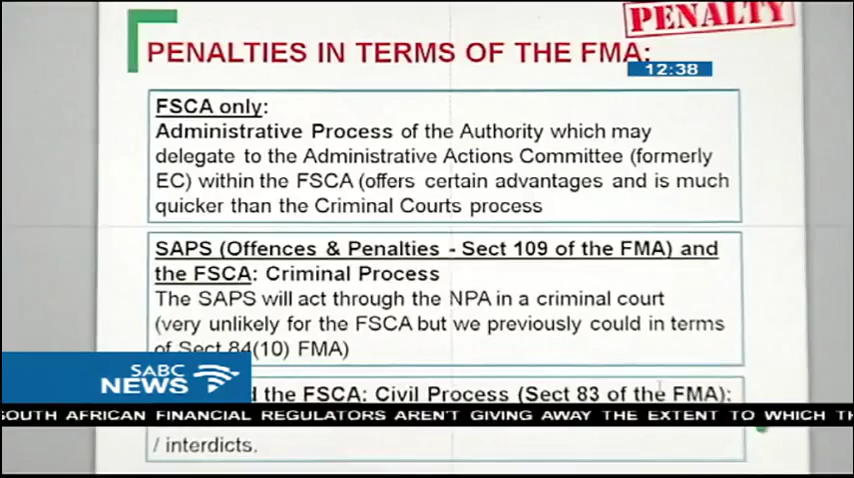 PENALTY
PENALTIES IN TERMS OF THE FMA:
12:38
FSCA only:
Administrative Process of the Authority which may
delegate to the Administrative Actions Committee (formerly
EC) within the FSCA (offers certain advantages and is much
quicker than the Criminal Courts process
SAPS (Offences & Penalties - Sect 109 of the FMA) and
the FSCA: Criminal Process
The SAPS will act through the NPA in a criminal court
(very unlikely for the FSCA but we previously could in terms
of Sect 84(10) FMA)
SABC
NEWS
the FSCA: Civil Process (Sect 83 of the FMA):
SOUTH AFRICAN FINANCIAL REGULATORS AREN'T GIVING AWAY THE EXTENT TO WHICH
/ interdicts.